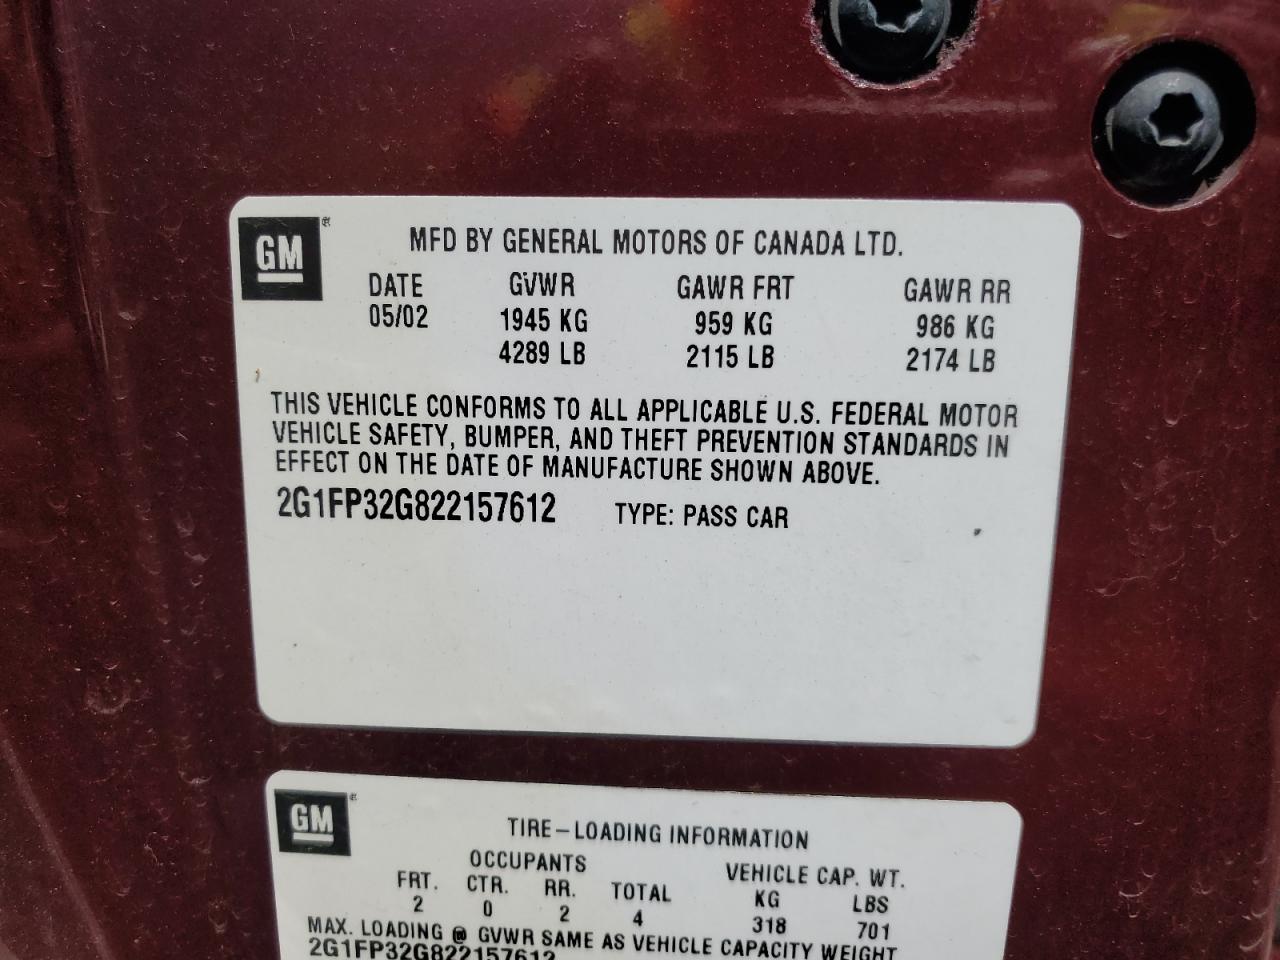 GM ®
MFD BY GENERAL MOTORS OF CANADA LTD.
DATE GVWR GAWR FRT GAWR RR
05/02 1945 KG 959 KG 986 KG
4289 LB 2115 LB 2174 LB
THIS VEHICLE CONFORMS TO ALL APPLICABLE U.S. FEDERAL MOTOR
VEHICLE SAFETY, BUMPER, AND THEFT PREVENTION STANDARDS IN
EFFECT ON THE DATE OF MANUFACTURE SHOWN ABOVE.
2G1FP32G822157612 TYPE: PASS CAR
GM ®
TIRE-LOADING INFORMATION
OCCUPANTS VEHICLE CAP. WT.
FRT. CTR. RR. TOTAL KG LBS
2 0 2 4 318 701
MAX. LOADING @ GVWR SAME AS VEHICLE CAPACITY WEIGHT
2G1FP32G822157612